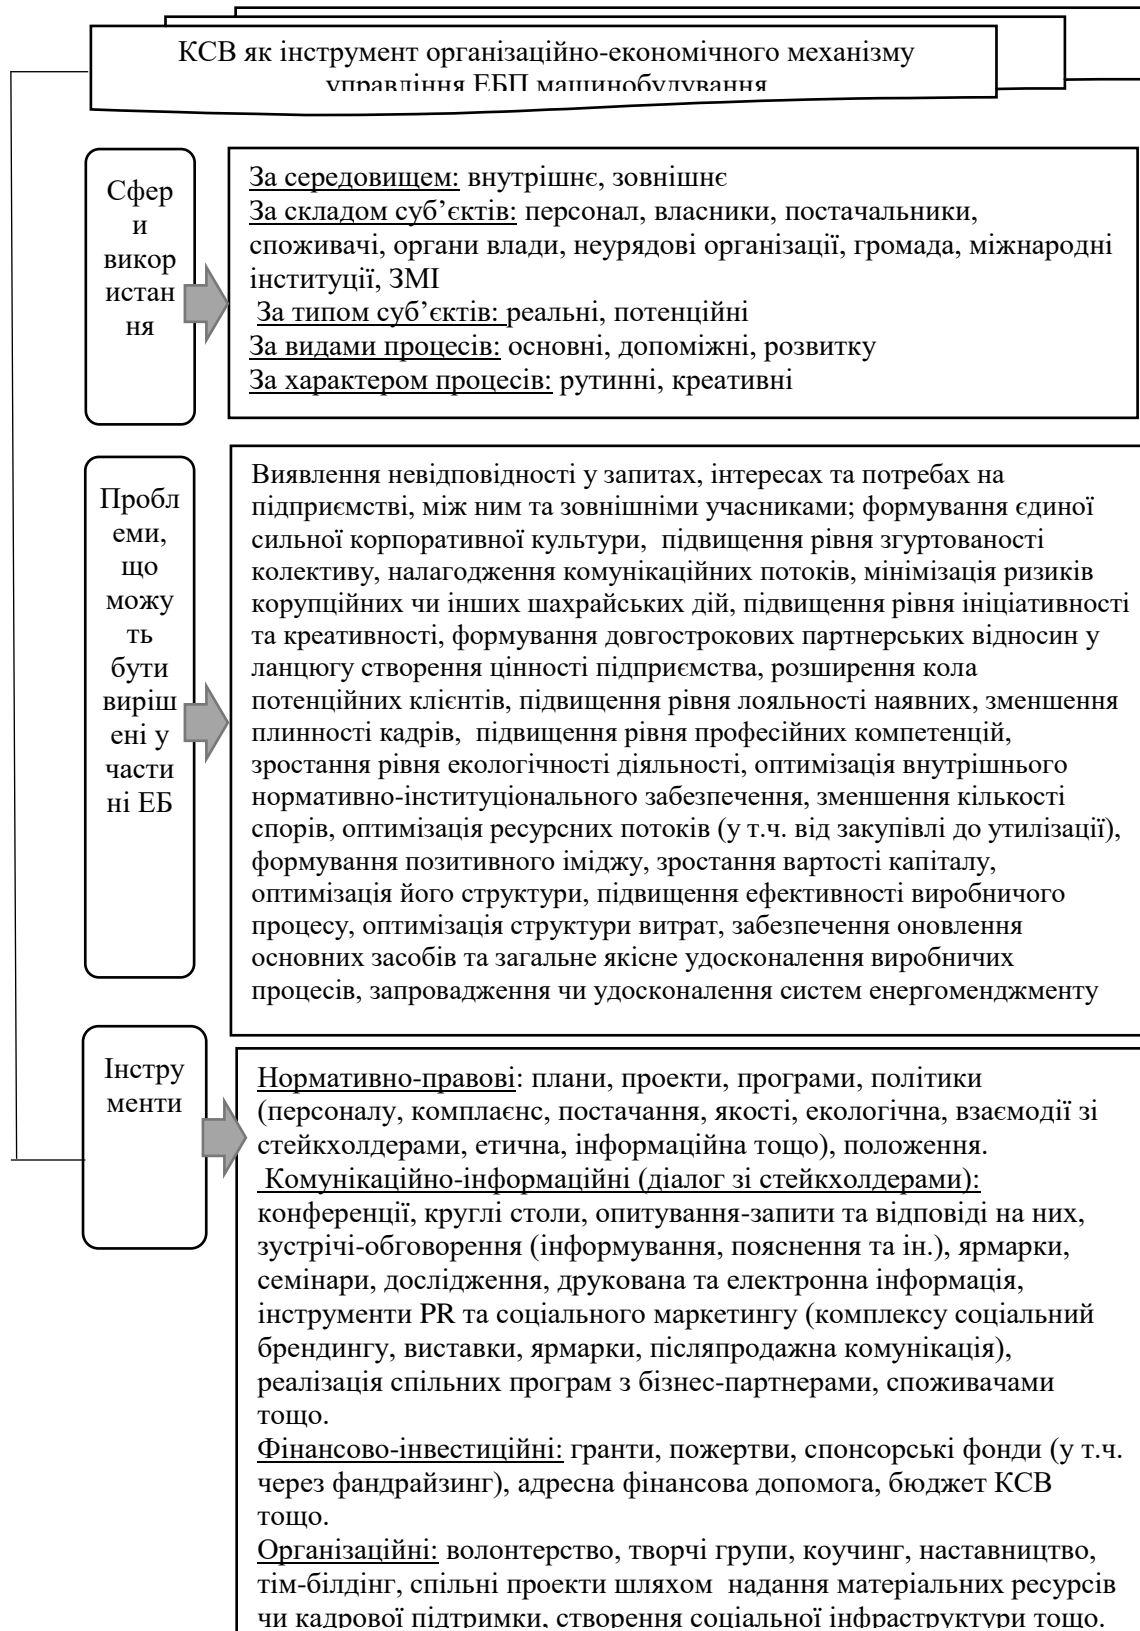 КСВ як інструмент організаційно-економічного механізму
управління ЕБП машинобудування
Сфер
и
викор
истан
ня
За середовищем: внутрішнє, зовнішнє
За складом суб’єктів: персонал, власники, постачальники,
споживачі, органи влади, неурядові організації, громада, міжнародні
інституції, ЗМІ
За типом суб’єктів: реальні, потенційні
За видами процесів: основні, допоміжні, розвитку
За характером процесів: рутинні, креативні
Пробл
еми,
що
можу
ть
бути
виріш
ені у
части
ні ЕБ
Виявлення невідповідності у запитах, інтересах та потребах на
підприємстві, між ним та зовнішніми учасниками; формування єдиної
сильної корпоративної культури, підвищення рівня згуртованості
колективу, налагодження комунікаційних потоків, мінімізація ризиків
корупційних чи інших шахрайських дій, підвищення рівня ініціативності
та креативності, формування довгострокових партнерських відносин у
ланцюгу створення цінності підприємства, розширення кола
потенційних клієнтів, підвищення рівня лояльності наявних, зменшення
плинності кадрів, підвищення рівня професійних компетенцій,
зростання рівня екологічності діяльності, оптимізація внутрішнього
нормативно-інституціонального забезпечення, зменшення кількості
спорів, оптимізація ресурсних потоків (у т.ч. від закупівлі до утилізації),
формування позитивного іміджу, зростання вартості капіталу,
оптимізація його структури, підвищення ефективності виробничого
процесу, оптимізація структури витрат, забезпечення оновлення
основних засобів та загальне якісне удосконалення виробничих
процесів, запровадження чи удосконалення систем енергоменджменту
Інстру
менти
Нормативно-правові: плани, проекти, програми, політики
(персоналу, комплаєнс, постачання, якості, екологічна, взаємодії зі
стейкхолдерами, етична, інформаційна тощо), положення.
Комунікаційно-інформаційні (діалог зі стейкхолдерами):
конференції, круглі столи, опитування-запити та відповіді на них,
зустрічі-обговорення (інформування, пояснення та ін.), ярмарки,
семінари, дослідження, друкована та електронна інформація,
інструменти PR та соціального маркетингу (комплексу соціальний
брендингу, виставки, ярмарки, післяпродажна комунікація),
реалізація спільних програм з бізнес-партнерами, споживачами
тощо.
Фінансово-інвестиційні: гранти, пожертви, спонсорські фонди (у т.ч.
через фандрайзинг), адресна фінансова допомога, бюджет КСВ
тощо.
Організаційні: волонтерство, творчі групи, коучинг, наставництво,
тім-білдінг, спільні проекти шляхом надання матеріальних ресурсів
чи кадрової підтримки, створення соціальної інфраструктури тощо.